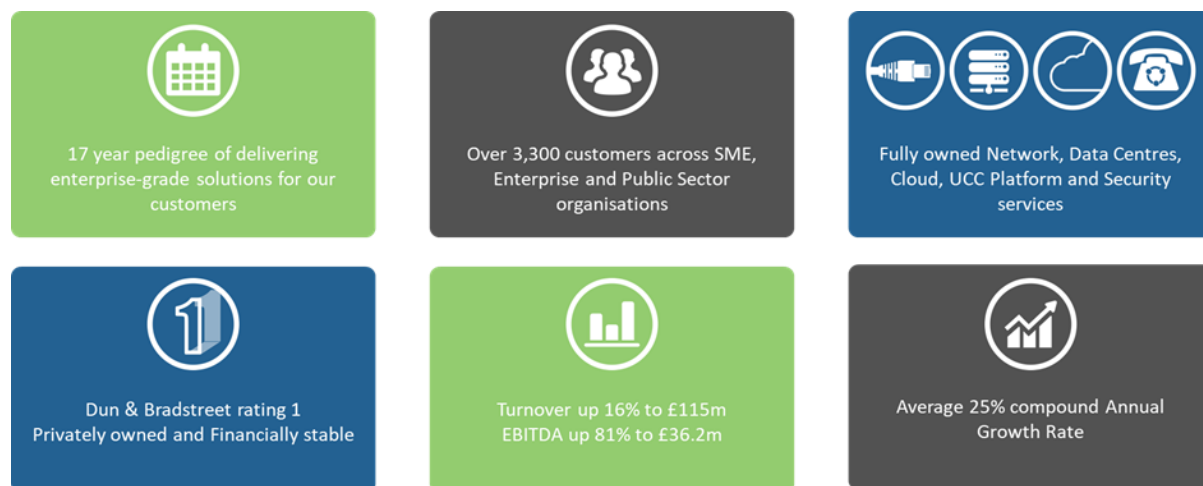 17 year pedigree of delivering
enterprise-grade solutions for our
customers
Over 3,300 customers across SME,
Enterprise and Public Sector
organisations
Fully owned Network, Data Centres,
Cloud, UCC Platform and Security
services
1
Dun & Bradstreet rating 1
Privately owned and Financially stable
Turnover up 16% to £115m
EBITDA up 81% to £36.2m
Average 25% compound Annual
Growth Rate